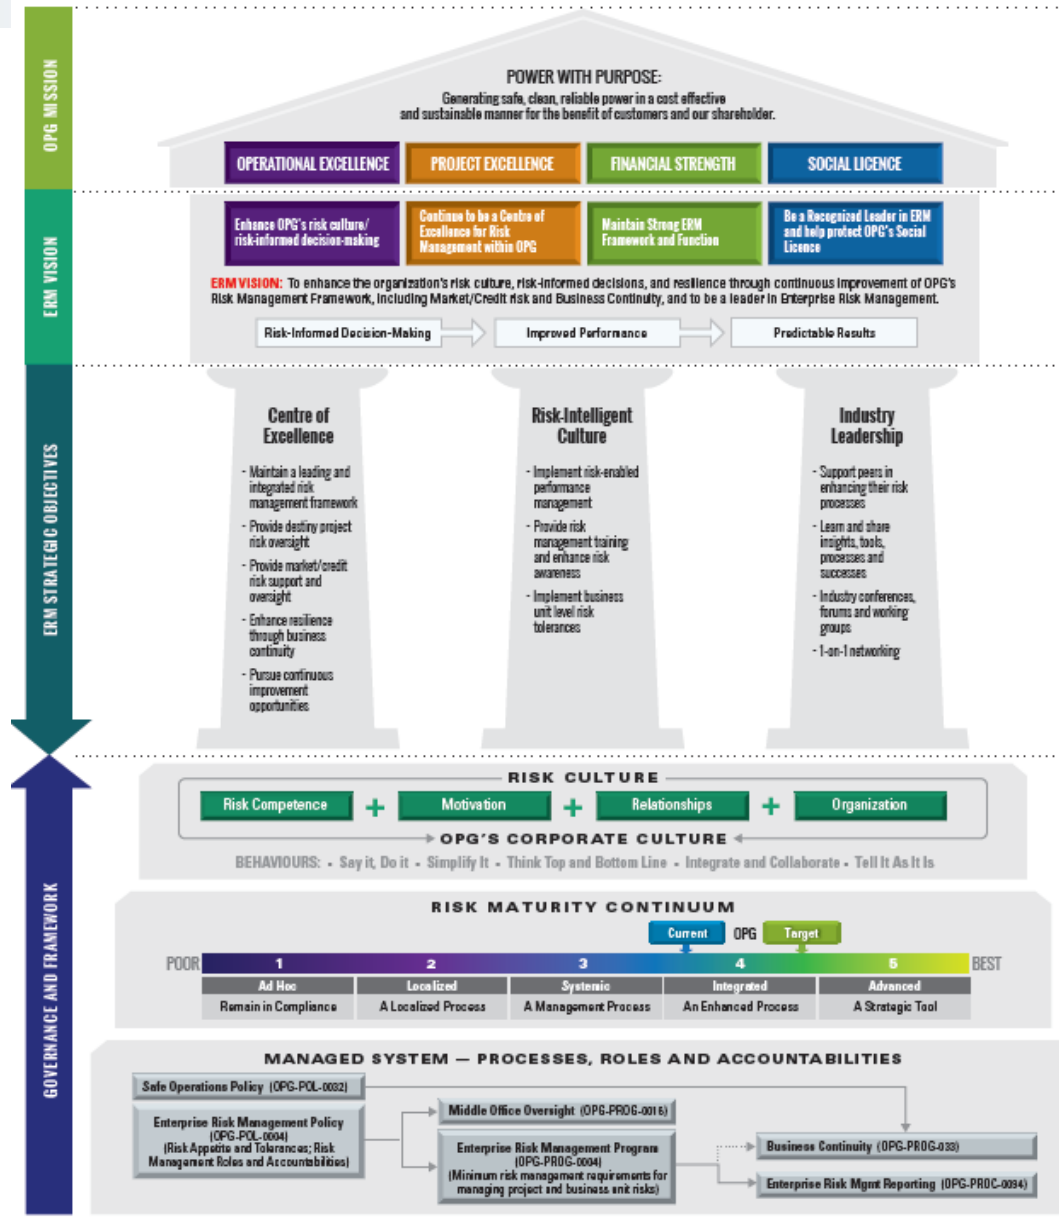 OPG MISSION
POWER WITH PURPOSE:
Generating safe, clean, reliable power in a cost effective
and sustainable manner for the benefit of customers and our shareholder.
OPERATIONAL EXCELLENCE
PROJECT EXCELLENCE
FINANCIAL STRENGTH
SOCIAL LICENCE
ERM VISION
Enhance OPG's risk culture/
risk-informed decision-making
Continue to be a Centre of
Excellence for Risk
Management within OPG
Maintain Strong ERM
Framework and Function
Be a Recognized Leader in ERM
and help protect OPG's Social
Licence
ERM VISION: To enhance the organization's risk culture, risk-informed decisions, and resilience through continuous improvement of OPG's
Risk Management Framework, including Market/Credit risk and Business Continuity, and to be a leader in Enterprise Risk Management.
Risk-Informed Decision-Making
Improved Performance
Predictable Results
ERM STRATEGIC OBJECTIVES
Centre of
Excellence
- Maintain a leading and
integrated risk
management framework
- Provide destiny project
risk oversight
- Provide market/credit
risk support and
oversight
- Enhance resilience
through business
continuity
- Pursue continuous
improvement
opportunities
Risk-Intelligent
Culture
- Implement risk-enabled
performance
management
- Provide risk
management training
and enhance risk
awareness
- Implement business
unit level risk
tolerances
Industry
Leadership
- Support peers in
enhancing their risk
processes
- Learn and share
insights, tools,
processes and
successes
- Industry conferences,
forums and working
groups
- 1-on-1 networking
GOVERNANCE AND FRAMEWORK
RISK CULTURE
Risk Competence + Motivation + Relationships + Organization
OPG'S CORPORATE CULTURE
BEHAVIOURS: • Say it, Do it • Simplify It • Think Top and Bottom Line • Integrate and Collaborate • Tell It As It Is
RISK MATURITY CONTINUUM
Current OPG Target
POOR 1 2 3 4 5 BEST
Ad Hoc Localized Systemic Integrated Advanced
Remain in Compliance A Localized Process A Management Process An Enhanced Process A Strategic Tool
MANAGED SYSTEM — PROCESSES, ROLES AND ACCOUNTABILITIES
Safe Operations Policy (OPG-POL-0032)
Enterprise Risk Management Policy
(OPG-POL-0004)
(Risk Appetite and Tolerances; Risk
Management Roles and Accountabilities)
Middle Office Oversight (OPG-PROG-0016)
Enterprise Risk Management Program
(OPG-PROG-0004)
(Minimum risk management requirements for
managing project and business unit risks)
Business Continuity (OPG-PROG-033)
Enterprise Risk Mgmt Reporting (OPG-PROC-0094)